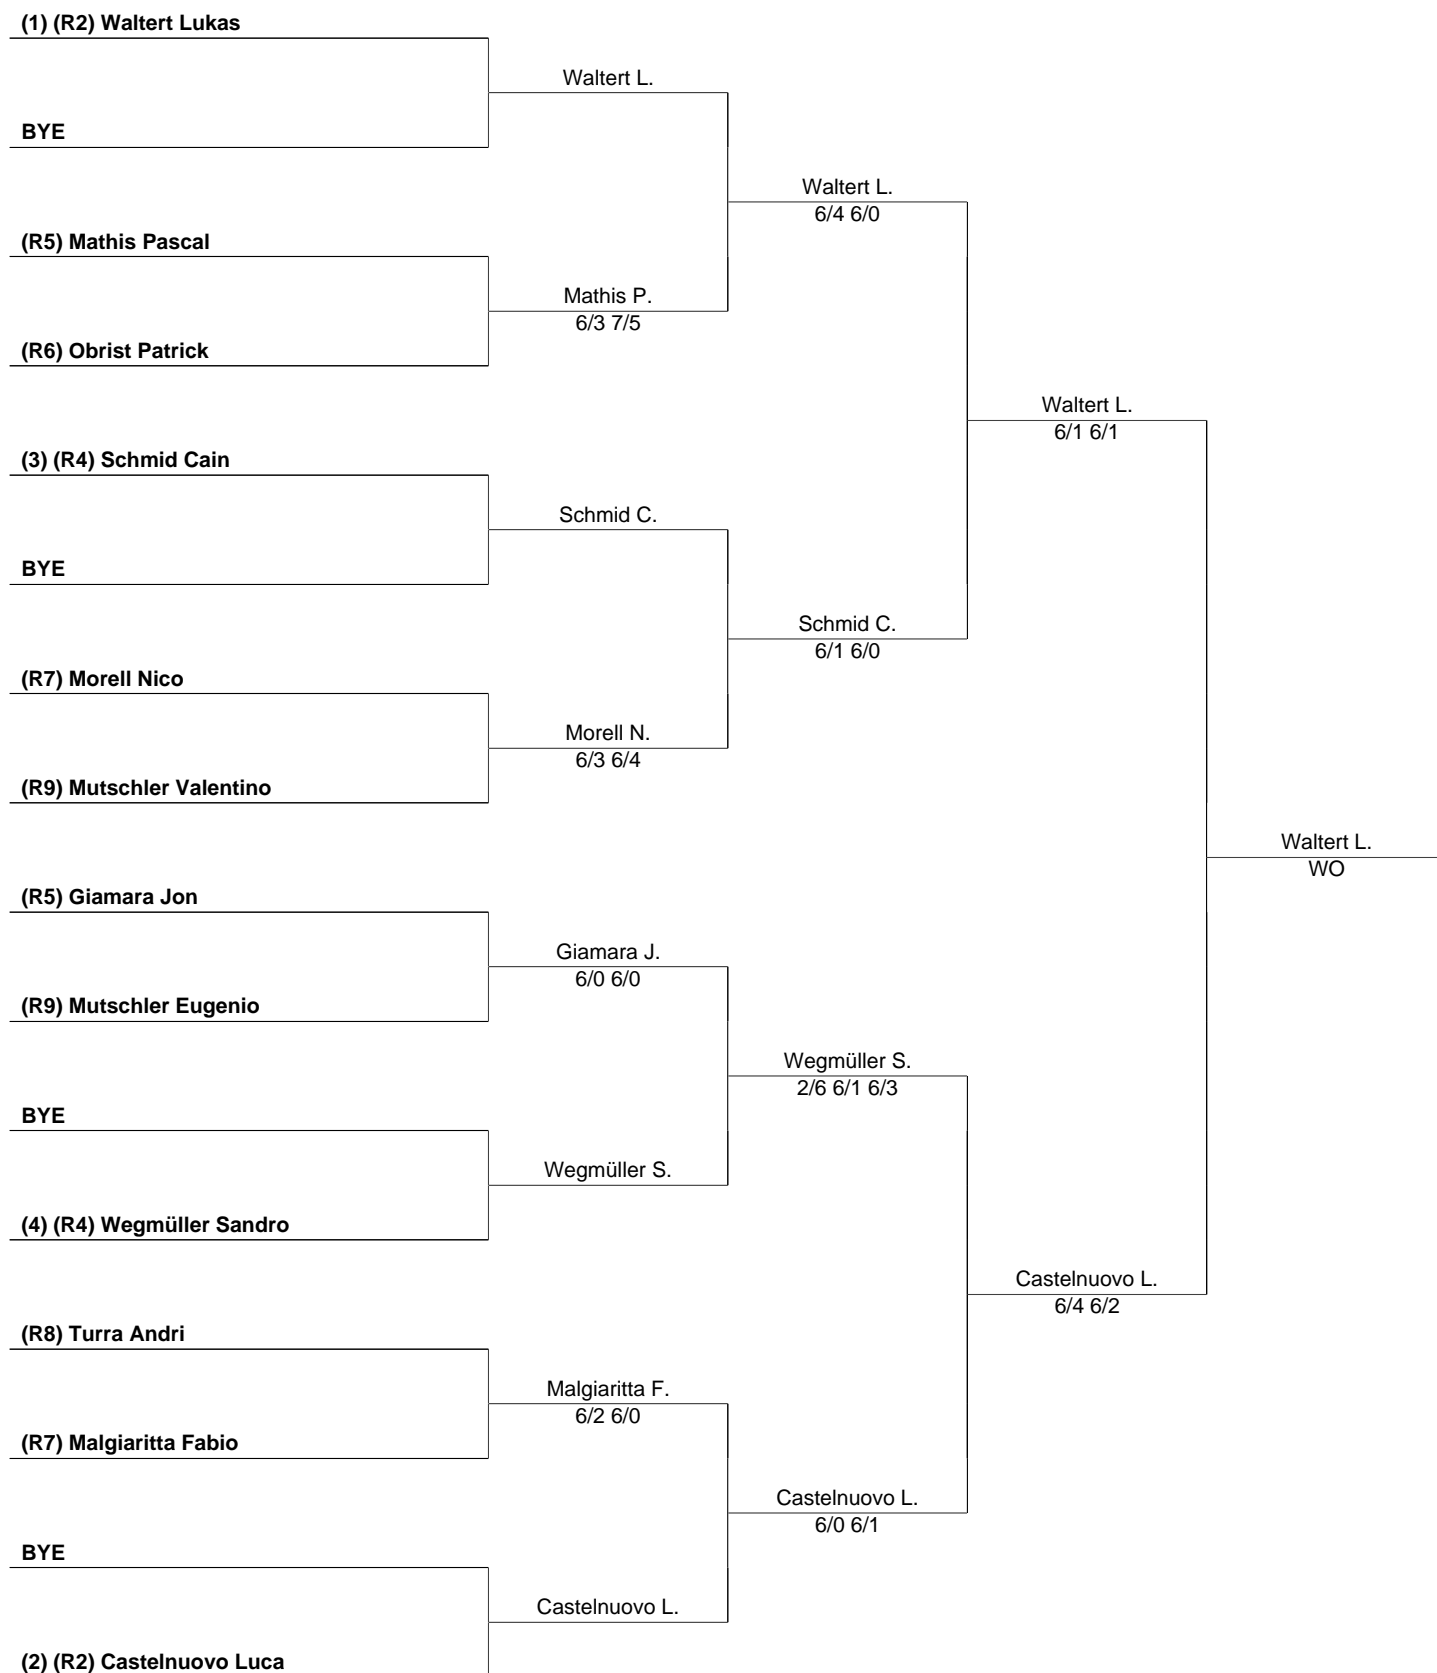 (1) (R2) Waltert Lukas
Waltert L.
BYE
Waltert L.
6/4 6/0
(R5) Mathis Pascal
Mathis P.
6/3 7/5
(R6) Obrist Patrick
Waltert L.
6/1 6/1
(3) (R4) Schmid Cain
Schmid C.
BYE
Schmid C.
6/1 6/0
(R7) Morell Nico
Morell N.
6/3 6/4
(R9) Mutschler Valentino
Waltert L.
WO
(R5) Giamara Jon
Giamara J.
6/0 6/0
(R9) Mutschler Eugenio
Wegmüller S.
2/6 6/1 6/3
BYE
Wegmüller S.
(4) (R4) Wegmüller Sandro
Castelnuovo L.
6/4 6/2
(R8) Turra Andri
Malgiaritta F.
6/2 6/0
(R7) Malgiaritta Fabio
Castelnuovo L.
6/0 6/1
BYE
Castelnuovo L.
(2) (R2) Castelnuovo Luca